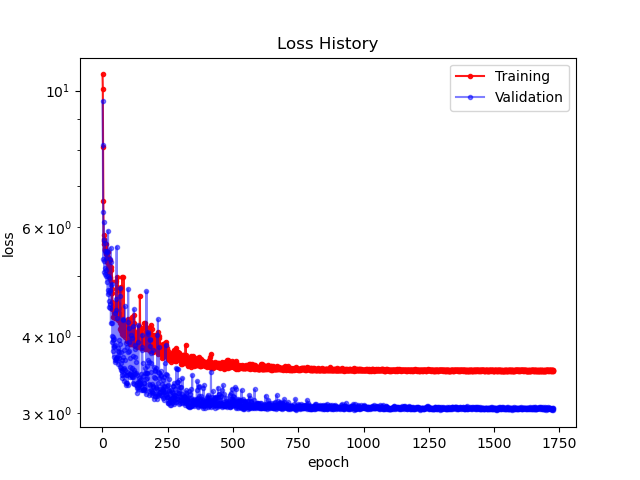 Loss History
Training
Validation
10¹
6 × 10⁰
4 × 10⁰
3 × 10⁰
loss
0 250 500 750 1000 1250 1500 1750
epoch